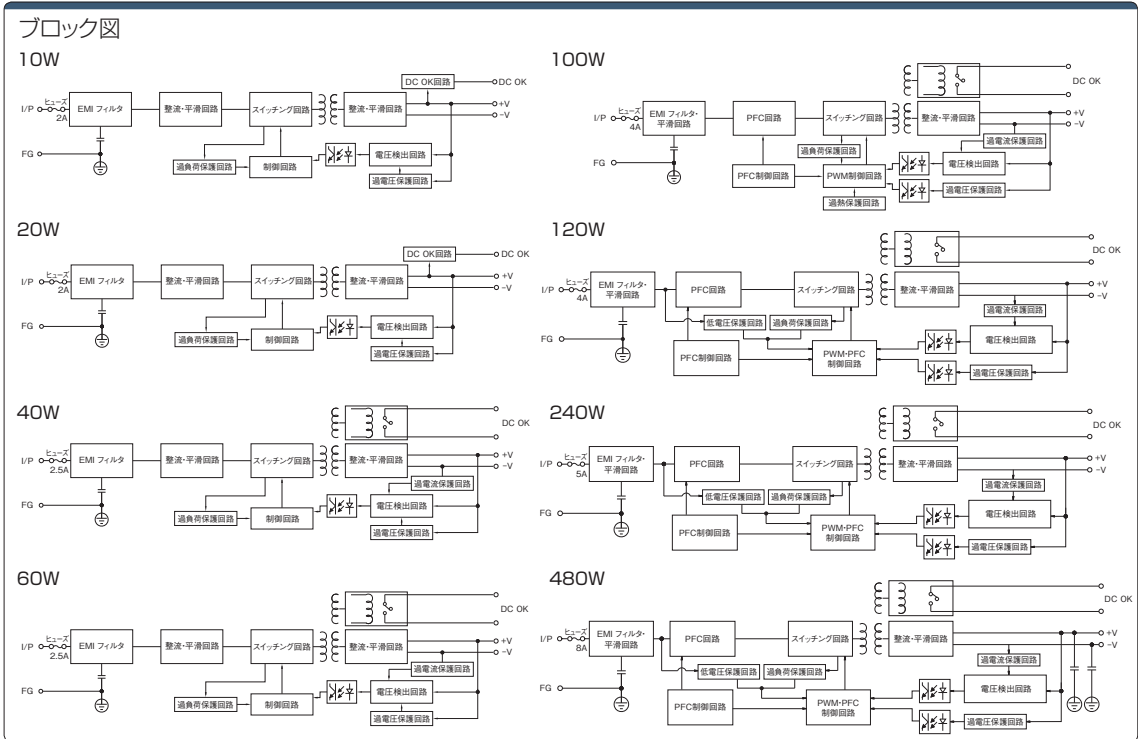 ブロック図
10W
DC OK回路
DC OK
I/P
ヒューズ
2A
EMI フィルタ
整流・平滑回路
スイッチング回路
整流・平滑回路
+V
-V
FG
過負荷保護回路
制御回路
電圧検出回路
過電圧保護回路
20W
DC OK回路
DC OK
I/P
ヒューズ
2A
EMI フィルタ
整流・平滑回路
スイッチング回路
整流・平滑回路
+V
-V
FG
過負荷保護回路
制御回路
電圧検出回路
過電圧保護回路
40W
DC OK
I/P
ヒューズ
2.5A
EMI フィルタ
整流・平滑回路
スイッチング回路
整流・平滑回路
+V
-V
過電流保護回路
FG
過負荷保護回路
制御回路
電圧検出回路
過電圧保護回路
60W
DC OK
I/P
ヒューズ
2.5A
EMI フィルタ
整流・平滑回路
スイッチング回路
整流・平滑回路
+V
-V
過電流保護回路
FG
過負荷保護回路
制御回路
電圧検出回路
過電圧保護回路
100W
DC OK
I/P
ヒューズ
4A
EMI フィルタ・
平滑回路
PFC回路
スイッチング回路
整流・平滑回路
+V
-V
過負荷保護回路
過電流保護回路
FG
PFC制御回路
PWM制御回路
電圧検出回路
過電圧保護回路
過熱保護回路
120W
DC OK
I/P
ヒューズ
4A
EMI フィルタ・
平滑回路
PFC回路
スイッチング回路
整流・平滑回路
+V
-V
低電圧保護回路
過負荷保護回路
過電流保護回路
FG
PFC制御回路
PWM・PFC
制御回路
電圧検出回路
過電圧保護回路
240W
DC OK
I/P
ヒューズ
5A
EMI フィルタ・
平滑回路
PFC回路
スイッチング回路
整流・平滑回路
+V
-V
低電圧保護回路
過負荷保護回路
過電流保護回路
FG
PFC制御回路
PWM・PFC
制御回路
電圧検出回路
過電圧保護回路
480W
DC OK
I/P
ヒューズ
8A
EMI フィルタ・
平滑回路
PFC回路
スイッチング回路
整流・平滑回路
+V
-V
低電圧保護回路
過負荷保護回路
過電流保護回路
FG
PFC制御回路
PWM・PFC
制御回路
電圧検出回路
過電圧保護回路